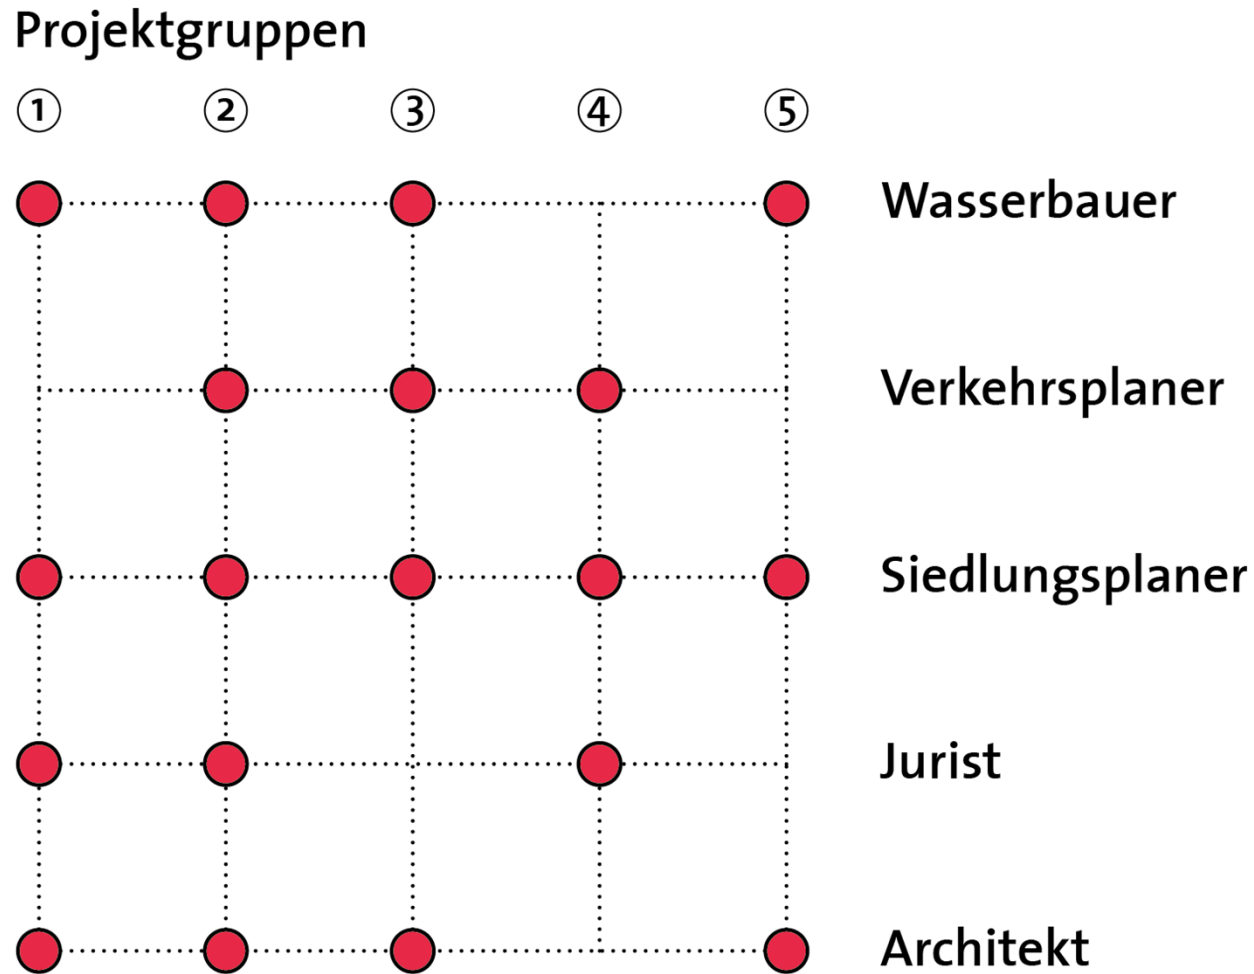 Projektgruppen
① ② ③ ④ ⑤
Wasserbauer
Verkehrsplaner
Siedlungsplaner
Jurist
Architekt